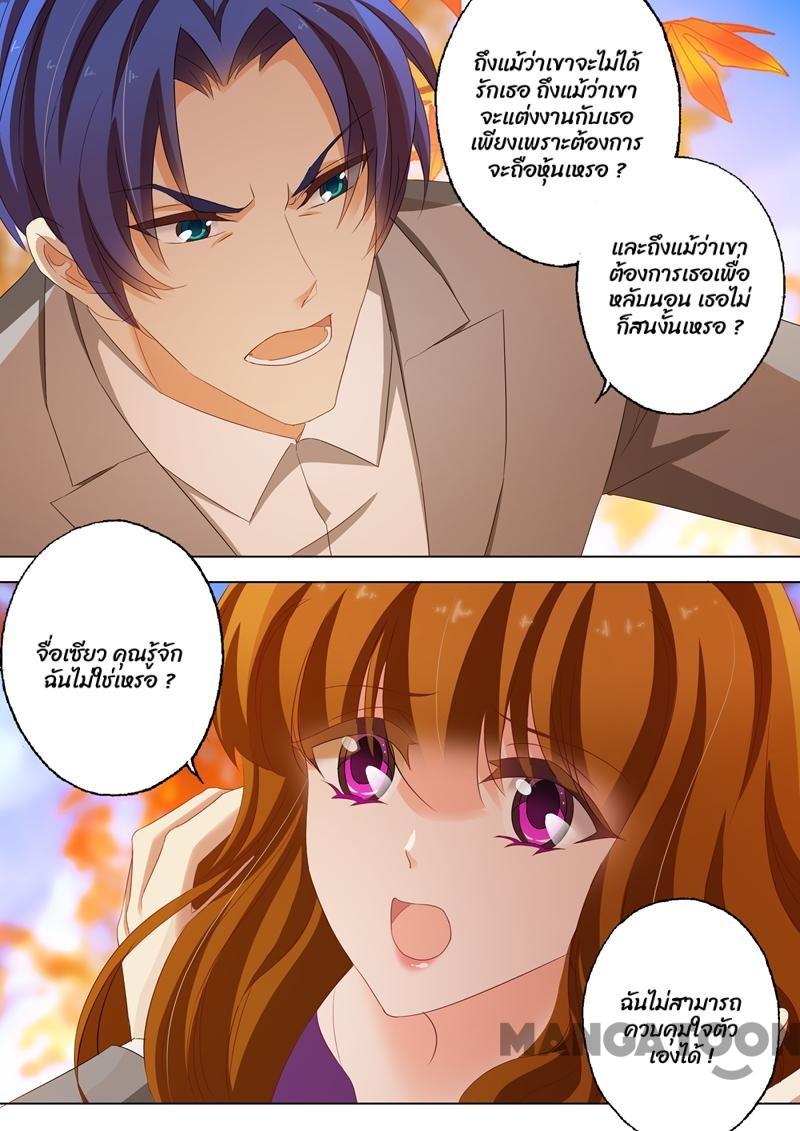 ถึงแม้ว่าเขาจะไม่ได้
รักเธอ ถึงแม้ว่าเขา
จะแต่งงานกับเธอ
เพียงเพราะต้องการ
จะถือหุ้นเหรอ ?
และถึงแม้ว่าเขา
ต้องการเธอเพื่อ
หลับนอน เธอไม่
ก็สนงั้นเหรอ ?
จื่อเซียว คุณรู้จัก
ฉันไม่ใช่เหรอ ?
ฉันไม่สามารถ
ควบคุมใจตัว
เองได้ !
MANGATOON